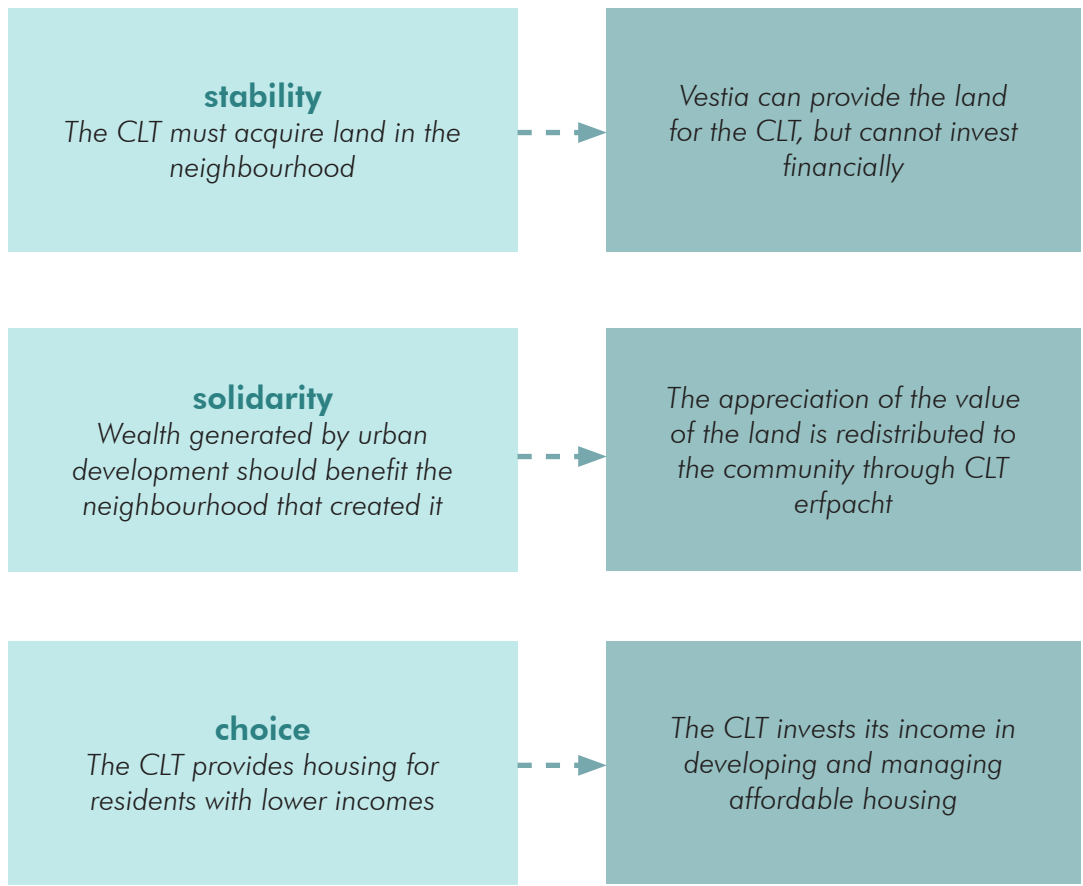 stability
The CLT must acquire land in the
neighbourhood
Vestia can provide the land
for the CLT, but cannot invest
financially
solidarity
Wealth generated by urban
development should benefit the
neighbourhood that created it
The appreciation of the value
of the land is redistributed to
the community through CLT
erfpacht
choice
The CLT provides housing for
residents with lower incomes
The CLT invests its income in
developing and managing
affordable housing